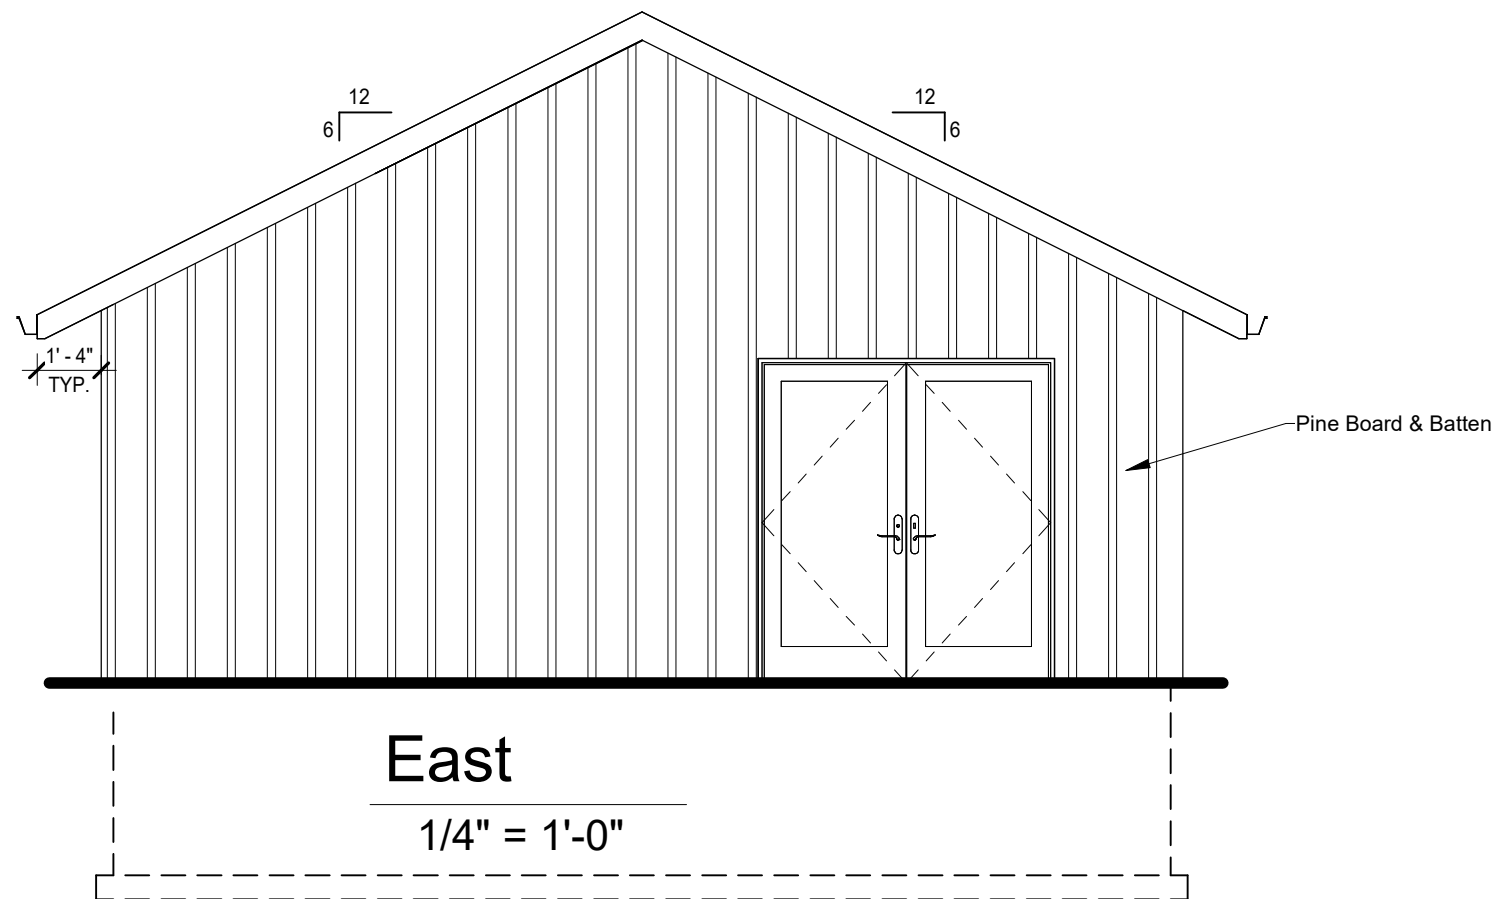 12
6
12
6
1' - 4"
TYP.
Pine Board & Batten
East
1/4" = 1'-0"